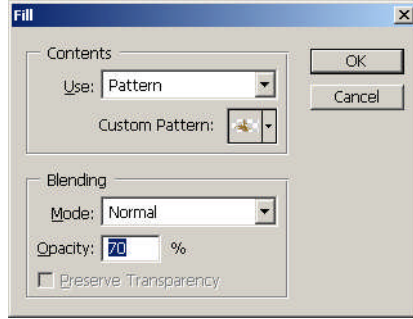 Fill
Contents
Use: Pattern
Custom Pattern:
OK
Cancel
Blending
Mode: Normal
Opacity: 70 %
Preserve Transparency